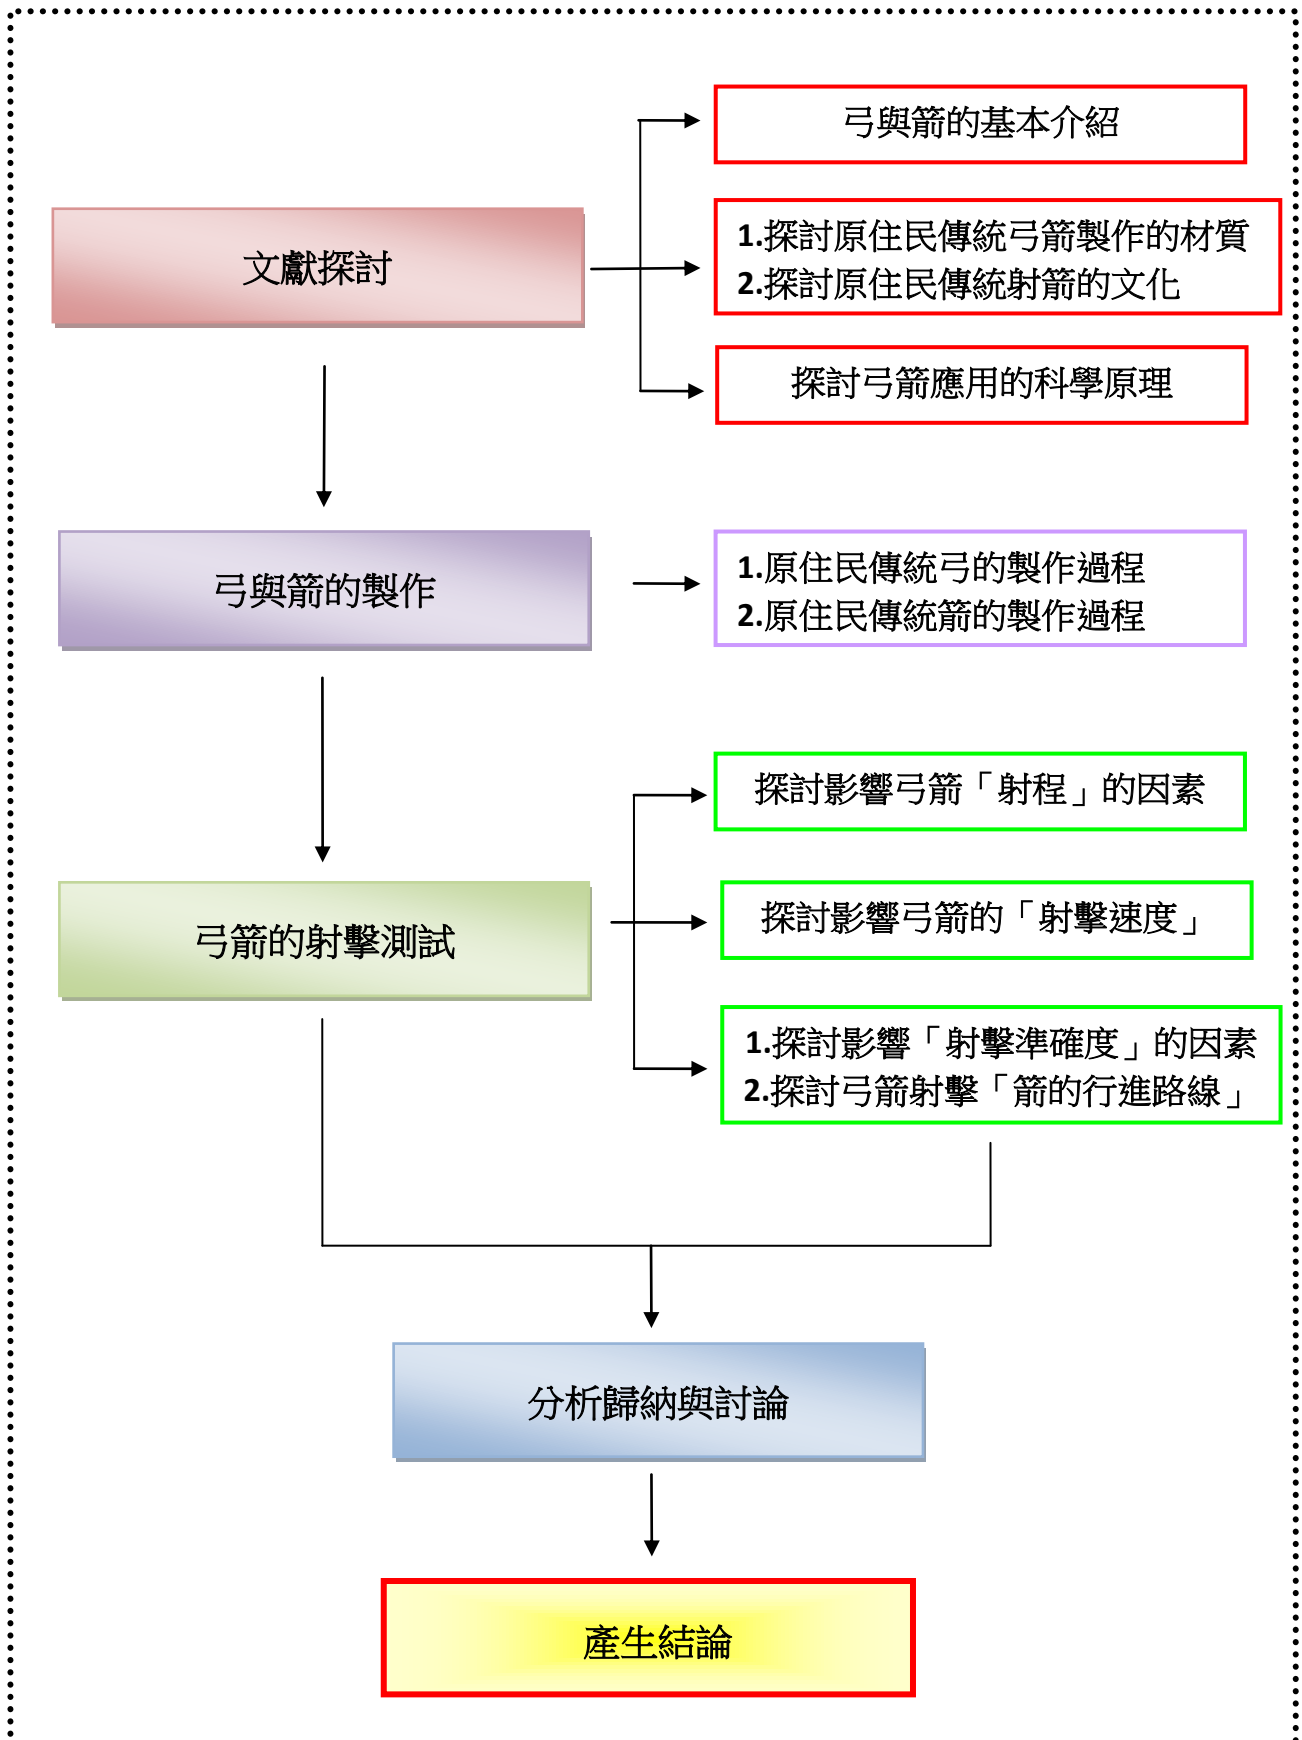 文獻探討
弓與箭的基本介紹
1.探討原住民傳統弓箭製作的材質
2.探討原住民傳統射箭的文化
探討弓箭應用的科學原理
弓與箭的製作
1.原住民傳統弓的製作過程
2.原住民傳統箭的製作過程
弓箭的射擊測試
探討影響弓箭「射程」的因素
探討影響弓箭的「射擊速度」
1.探討影響「射擊準確度」的因素
2.探討弓箭射擊「箭的行進路線」
分析歸納與討論
產生結論